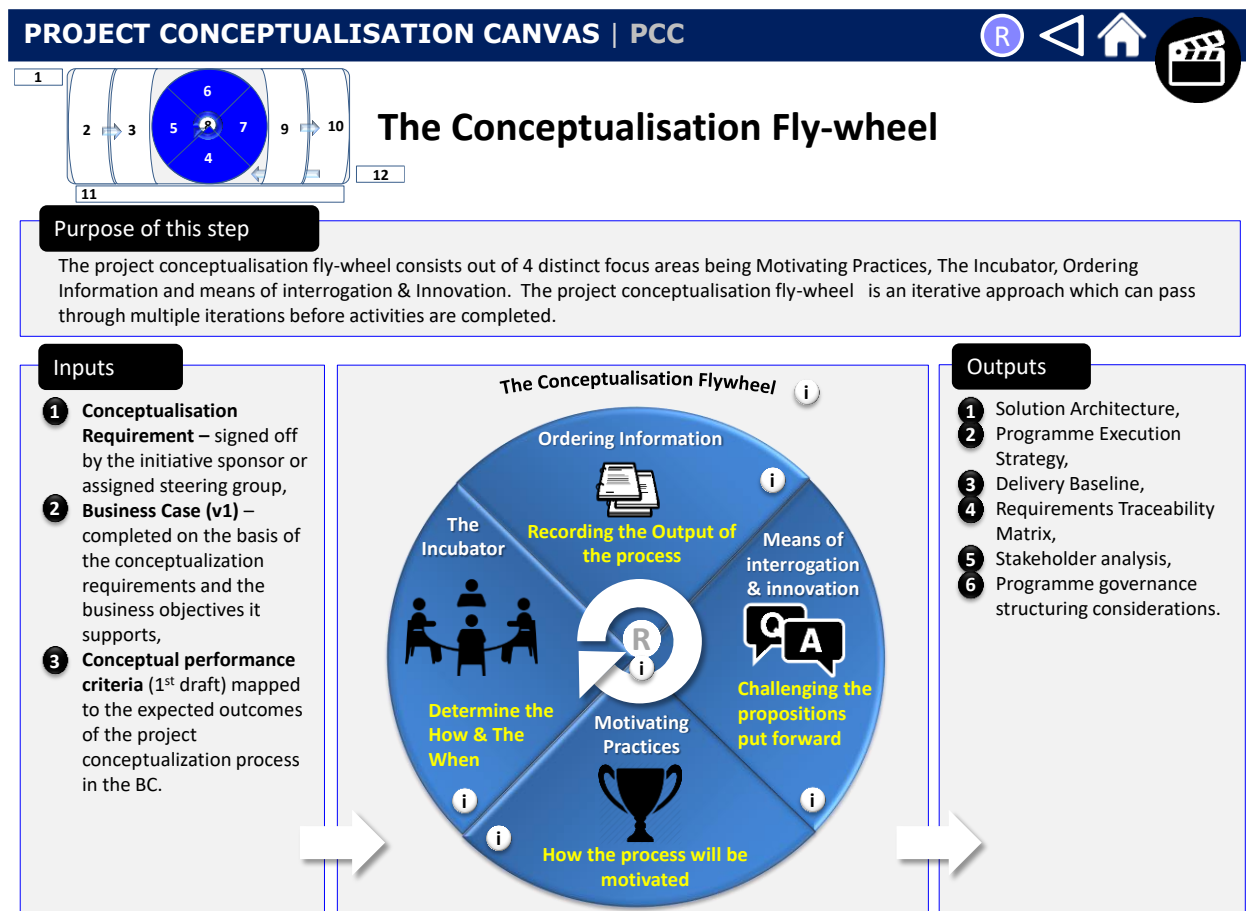 PROJECT CONCEPTUALISATION CANVAS | PCC
R
1
2
3
5
6
8
7
4
9
10
11
12
The Conceptualisation Fly-wheel
Purpose of this step
The project conceptualisation fly-wheel consists out of 4 distinct focus areas being Motivating Practices, The Incubator, Ordering
Information and means of interrogation & Innovation. The project conceptualisation fly-wheel is an iterative approach which can pass
through multiple iterations before activities are completed.
Inputs
1 Conceptualisation
Requirement – signed off
by the initiative sponsor or
assigned steering group,
2 Business Case (v1) –
completed on the basis of
the conceptualization
requirements and the
business objectives it
supports,
3 Conceptual performance
criteria (1st draft) mapped
to the expected outcomes
of the project
conceptualization process
in the BC.
The Conceptualisation Flywheel i
Ordering Information
i
Recording the Output of
the process
The
Incubator
Determine the
How & The
When
i
Means of
interrogation
& innovation
Q A
Challenging the
propositions
put forward
i
R
i
Motivating
Practices
i
How the process will be
motivated
Outputs
1 Solution Architecture,
2 Programme Execution
Strategy,
3 Delivery Baseline,
4 Requirements Traceability
Matrix,
5 Stakeholder analysis,
6 Programme governance
structuring considerations.